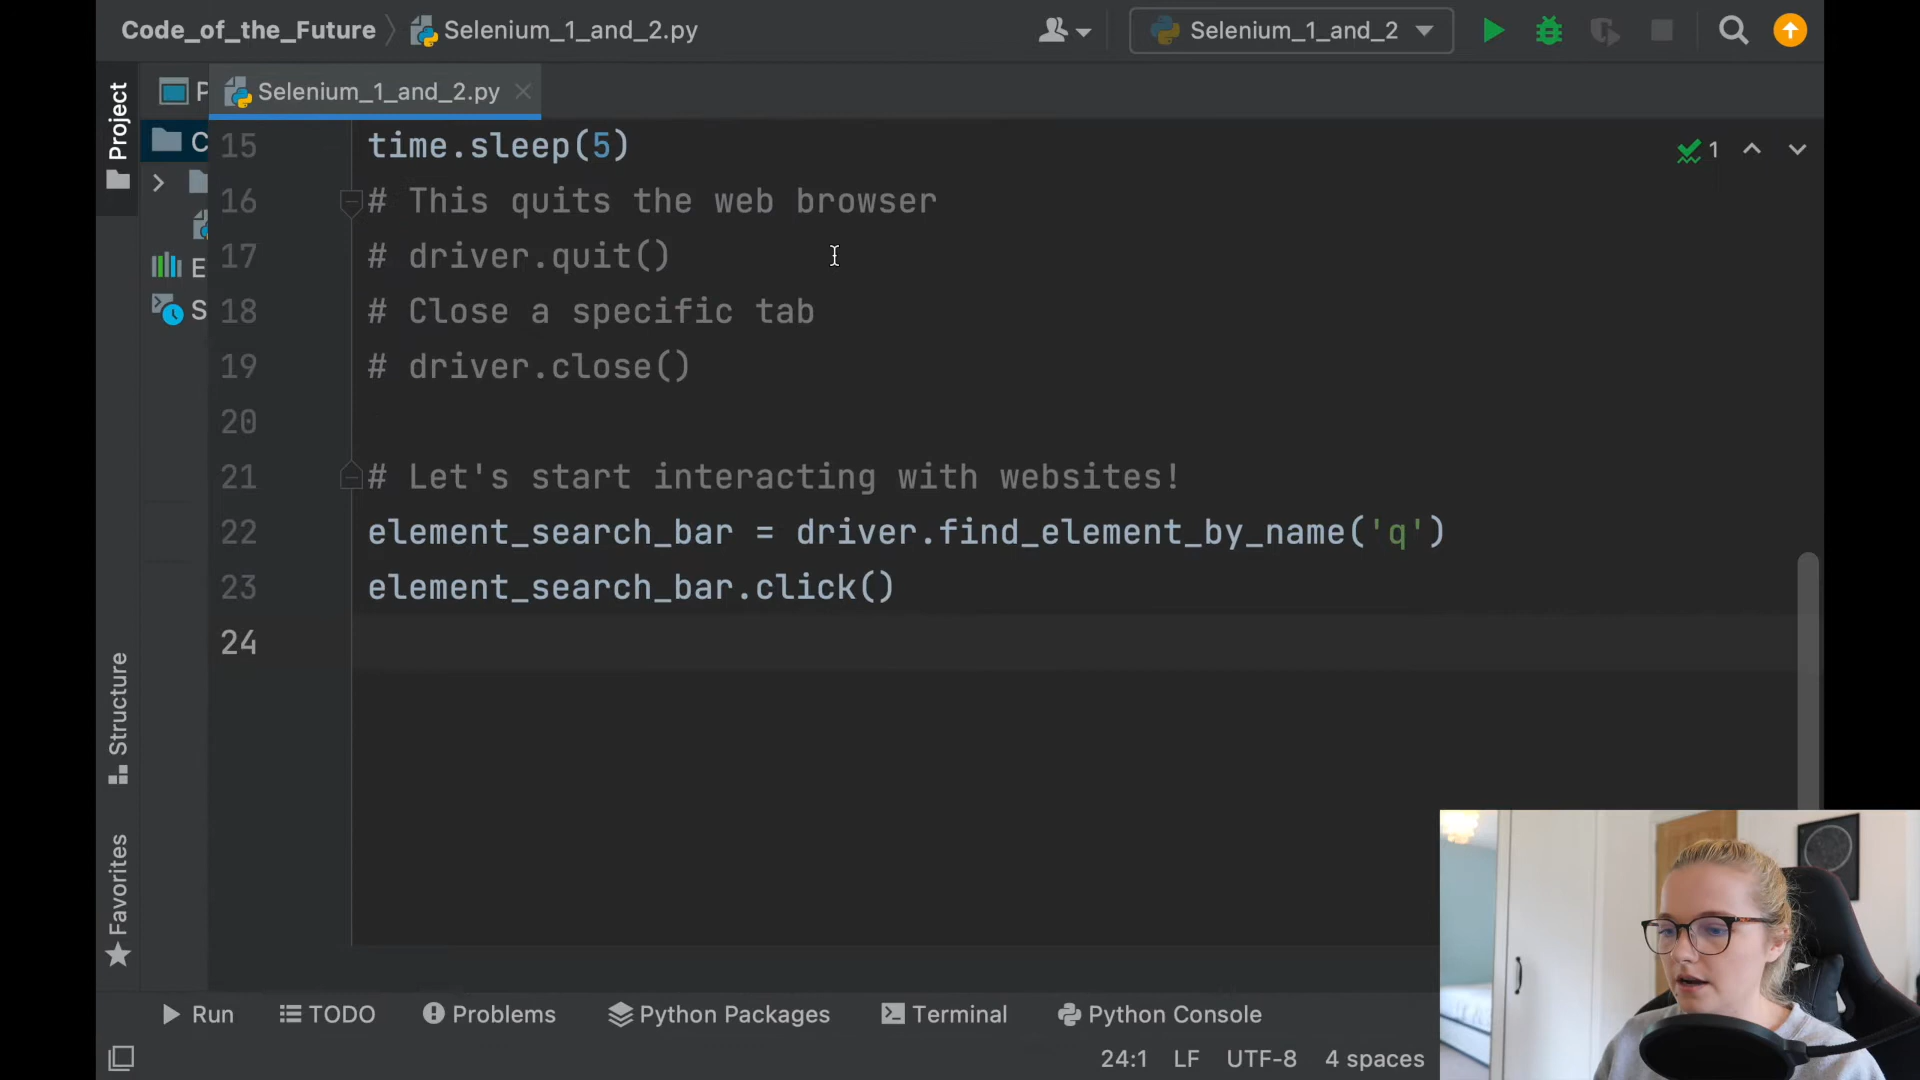 Code_of_the_Future
Selenium_1_and_2.py
Selenium_1_and_2
Project
P
Selenium_1_and_2.py
C
E
S
15 time.sleep(5)
1
16 # This quits the web browser
17 # driver.quit()
18 # Close a specific tab
19 # driver.close()
20
21 # Let's start interacting with websites!
22 element_search_bar = driver.find_element_by_name('q')
23 element_search_bar.click()
24
Structure
Favorites
Run
TODO
Problems
Python Packages
Terminal
Python Console
24:1
LF
UTF-8
4 spaces